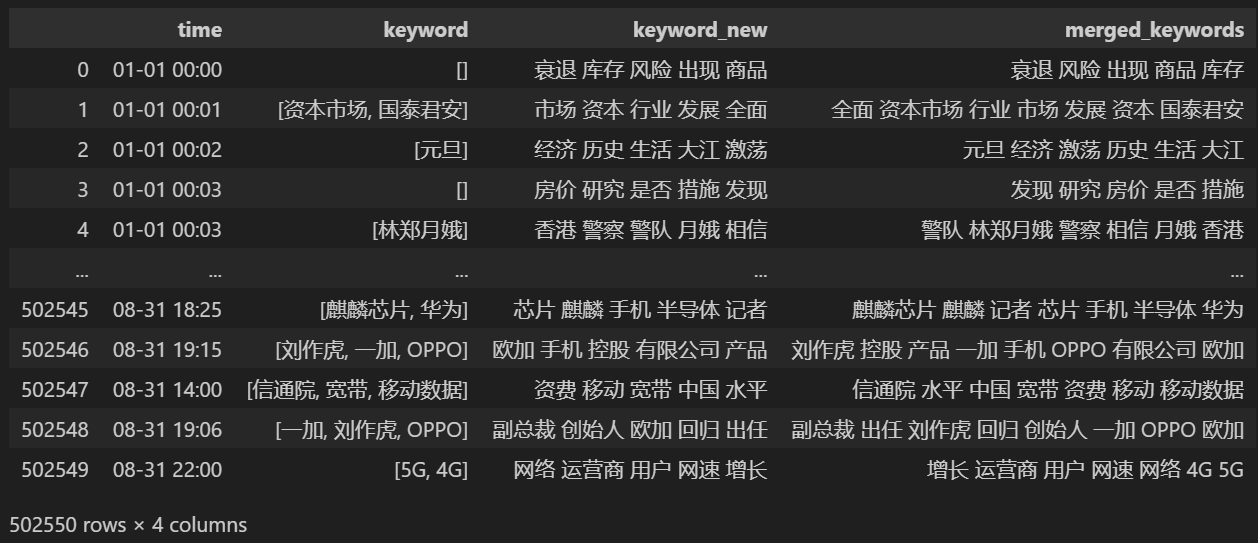 time keyword keyword_new merged_keywords
0 01-01 00:00 [] 衰退 库存 风险 出现 商品 衰退 风险 出现 商品 库存
1 01-01 00:01 [资本市场, 国泰君安] 市场 资本 行业 发展 全面 全面 资本市场 行业 市场 发展 资本 国泰君安
2 01-01 00:02 [元旦] 经济 历史 生活 大江 激荡 元旦 经济 激荡 历史 生活 大江
3 01-01 00:03 [] 房价 研究 是否 措施 发现 发现 研究 房价 是否 措施
4 01-01 00:03 [林郑月娥] 香港 警察 警队 月娥 相信 警队 林郑月娥 警察 相信 月娥 香港
... ... ... ... ...
502545 08-31 18:25 [麒麟芯片, 华为] 芯片 麒麟 手机 半导体 记者 麒麟芯片 麒麟 记者 芯片 手机 半导体 华为
502546 08-31 19:15 [刘作虎, 一加, OPPO] 欧加 手机 控股 有限公司 产品 刘作虎 控股 产品 一加 手机 OPPO 有限公司 欧加
502547 08-31 14:00 [信通院, 宽带, 移动数据] 资费 移动 宽带 中国 水平 信通院 水平 中国 宽带 资费 移动 移动数据
502548 08-31 19:06 [一加, 刘作虎, OPPO] 副总裁 创始人 欧加 回归 出任 副总裁 出任 刘作虎 回归 创始人 一加 OPPO 欧加
502549 08-31 22:00 [5G, 4G] 网络 运营商 用户 网速 增长 增长 运营商 用户 网速 网络 4G 5G
502550 rows × 4 columns